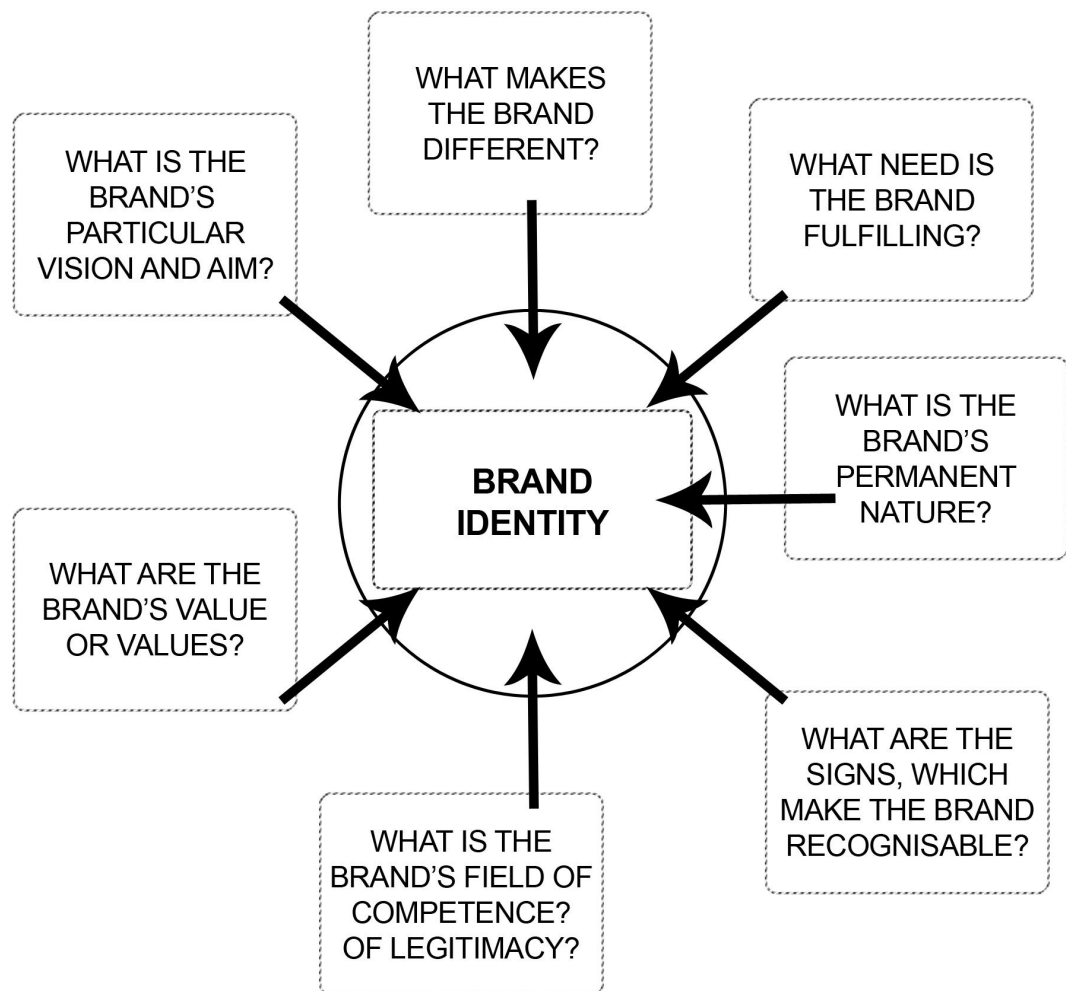 WHAT MAKES
THE BRAND
DIFFERENT?
WHAT IS THE
BRAND’S
PARTICULAR
VISION AND AIM?
WHAT NEED IS
THE BRAND
FULFILLING?
WHAT IS THE
BRAND’S
PERMANENT
NATURE?
BRAND
IDENTITY
WHAT ARE THE
BRAND’S VALUE
OR VALUES?
WHAT ARE THE
SIGNS, WHICH
MAKE THE BRAND
RECOGNISABLE?
WHAT IS THE
BRAND’S FIELD OF
COMPETENCE?
OF LEGITIMACY?